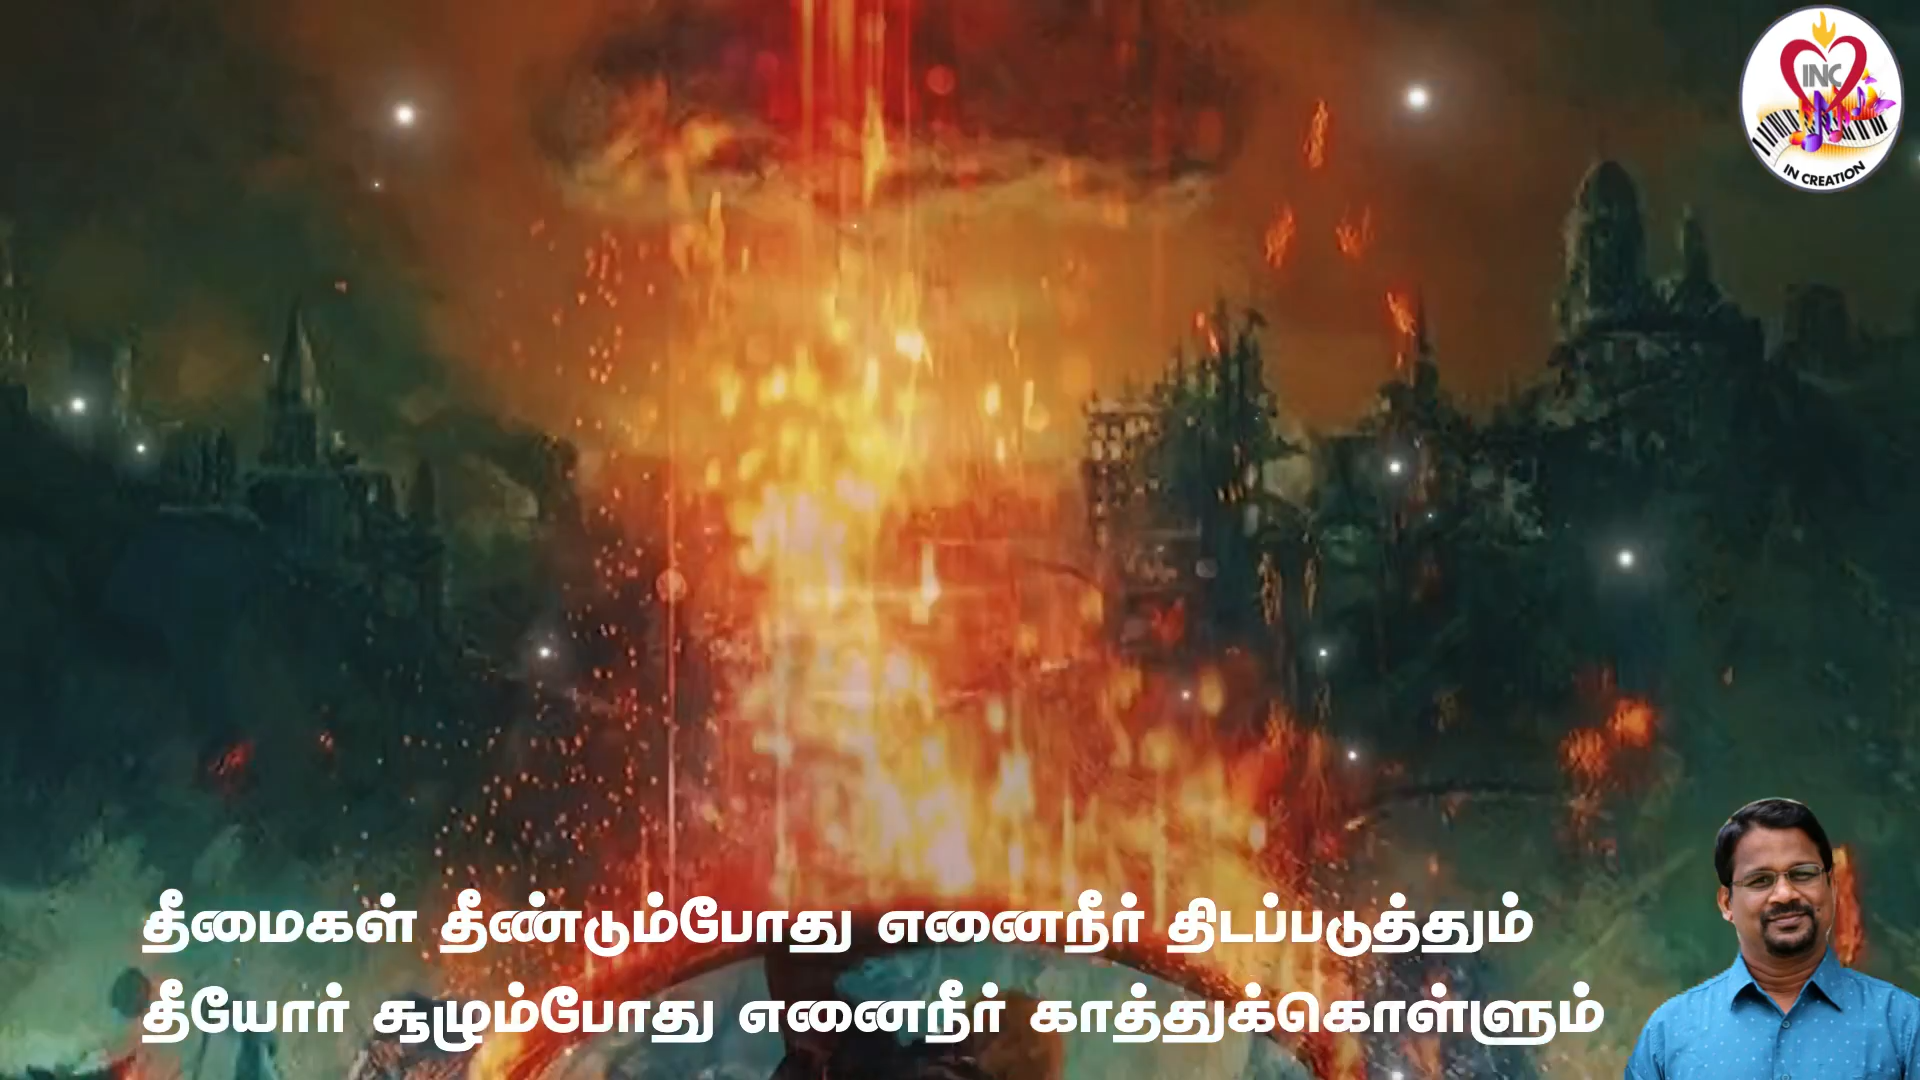 INC
IN CREATION
தீமைகள் தீண்டும்போது எனைநீர் திடப்படுத்தும்
தீயோர் சூழும்போது எனைநீர் காத்துக்கொள்ளும்